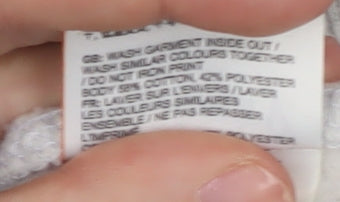 GB: WASH GARMENT INSIDE OUT /
WASH SIMILAR COLOURS TOGETHER
/ DO NOT IRON PRINT
BODY 58% COTTON, 42% POLYESTER
FR: LAVER SUR L'ENVERS / LAVER
LES COULEURS SIMILAIRES
ENSEMBLE / NE PAS REPASSER
POLYESTER